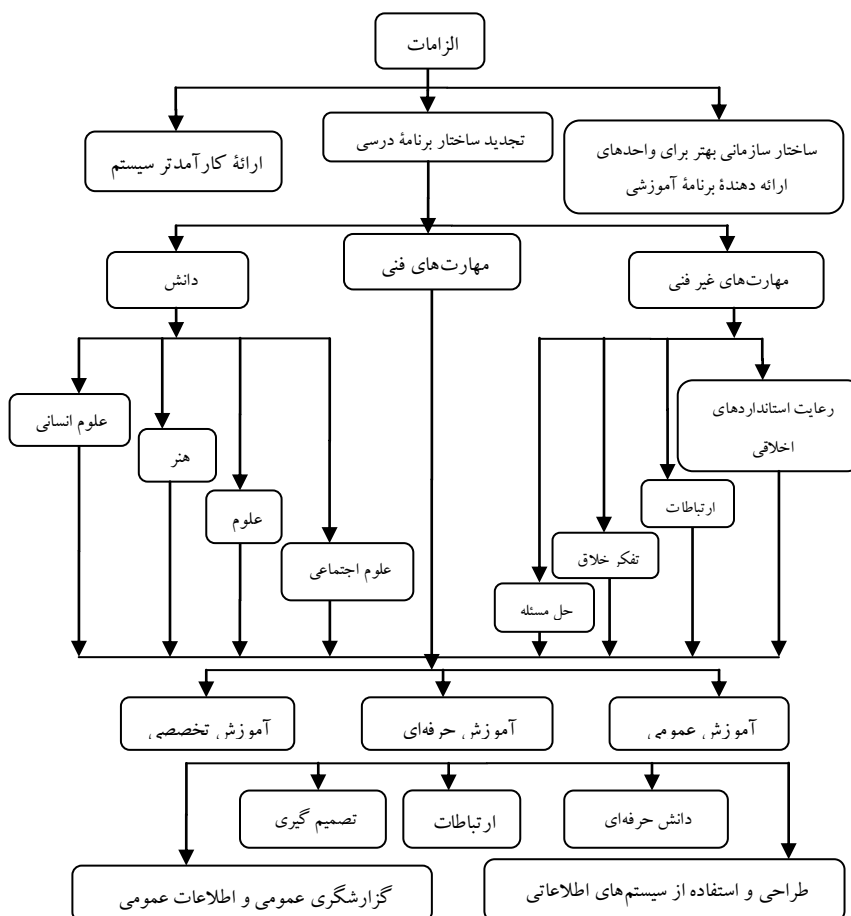 الزامات
ساختار سازمانی بهتر برای واحدهای
ارائه دهندهٔ برنامهٔ آموزشی
تجدید ساختار برنامهٔ درسی
ارائهٔ کارآمدتر سیستم
مهارت‌های غیر فنی
مهارت‌های فنی
دانش
رعایت استانداردهای
اخلاقی
ارتباطات
تفکر خلاق
حل مسئله
علوم اجتماعی
علوم
هنر
علوم انسانی
آموزش عمومی
آموزش حرفه‌ای
آموزش تخصصی
دانش حرفه‌ای
ارتباطات
تصمیم گیری
طراحی و استفاده از سیستم‌های اطلاعاتی
گزارشگری عمومی و اطلاعات عمومی